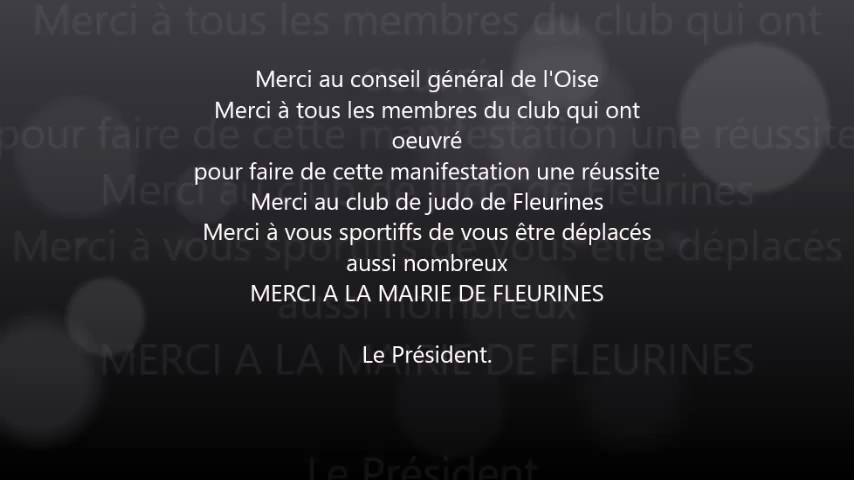 Merci au conseil général de l'Oise
Merci à tous les membres du club qui ont
oeuvré
pour faire de cette manifestation une réussite
Merci au club de judo de Fleurines
Merci à vous sportiffs de vous être déplacés
aussi nombreux
MERCI A LA MAIRIE DE FLEURINES
Le Président.